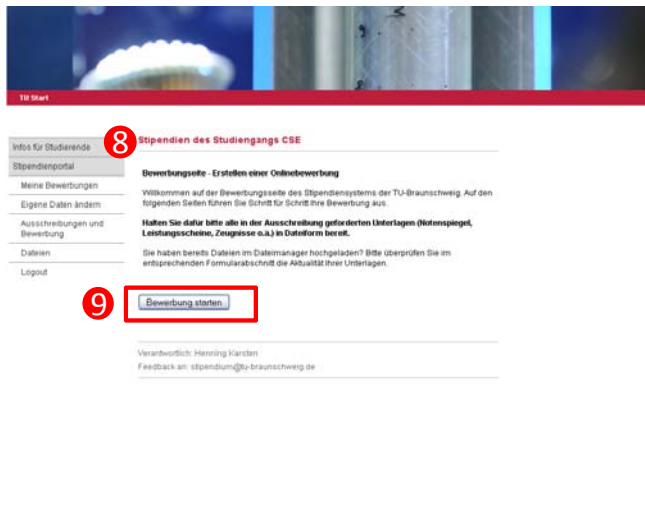 TU Start
Infos für Studierende
Stipendienportal
Meine Bewerbungen
Eigene Daten ändern
Ausschreibungen und
Bewerbung
Dateien
Logout
8
Stipendien des Studiengangs CSE
Bewerbungseite - Erstellen einer Onlinebewerbung
Willkommen auf der Bewerbungsseite des Stipendiensystems der TU-Braunschweig. Auf den
folgenden Seiten führen Sie Schritt für Schritt Ihre Bewerbung aus.
Halten Sie dafür bitte alle in der Ausschreibung geforderten Unterlagen (Notenspiegel,
Leistungsscheine, Zeugnisse o.a.) in Dateiform bereit.
Sie haben bereits Dateien im Dateimanager hochgeladen? Bitte überprüfen Sie im
entsprechenden Formularabschnitt die Aktualität Ihrer Unterlagen.
9
Bewerbung starten
Verantwortlich: Henning Karsten
Feedback an: stipendium@tu-braunschweig.de